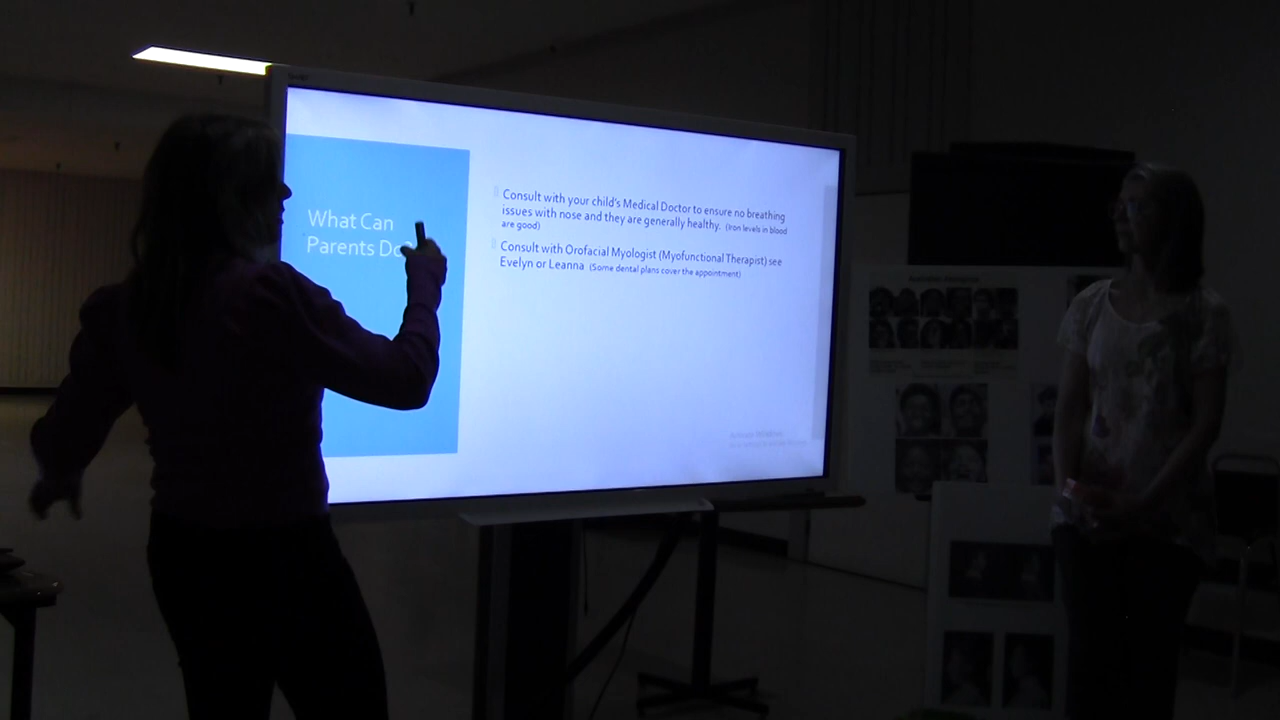 What Can
Parents Do
Consult with your child's Medical Doctor to ensure no breathing
issues with nose and they are generally healthy. (Iron levels in blood
are good)
Consult with Orofacial Myologist (Myofunctional Therapist) see
Evelyn or Leanna (Some dental plans cover the appointment)